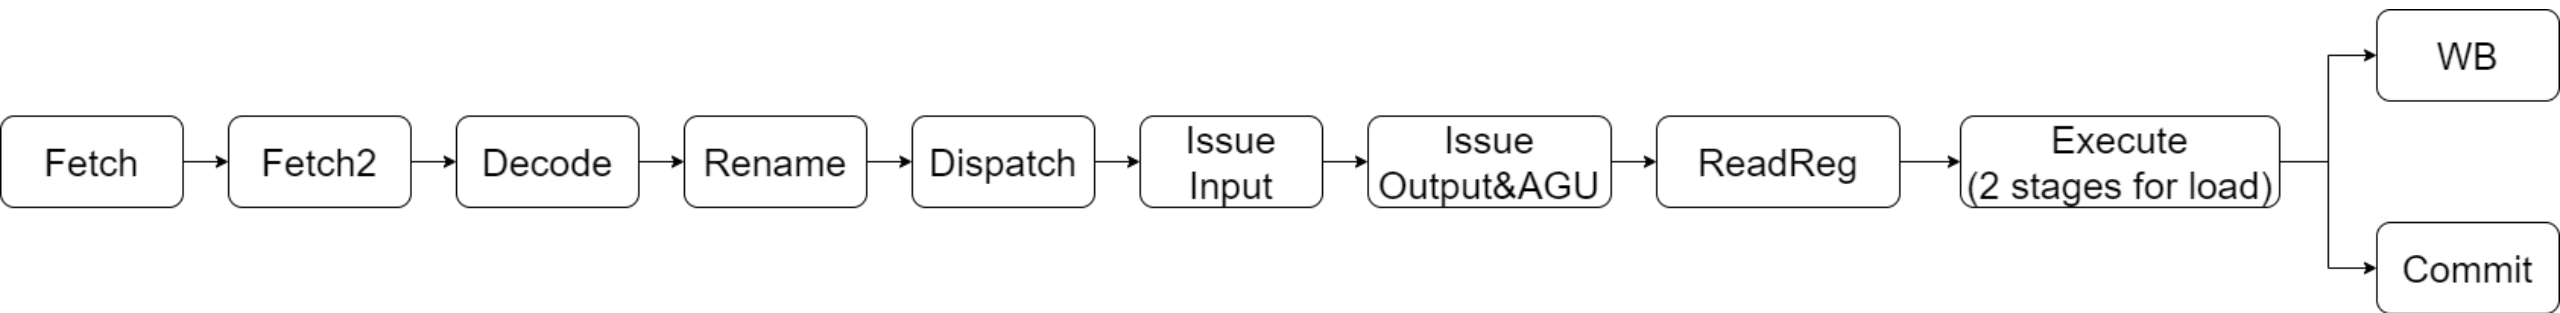 Fetch
Fetch2
Decode
Rename
Dispatch
Issue
Input
Issue
Output&AGU
ReadReg
Execute
(2 stages for load)
WB
Commit